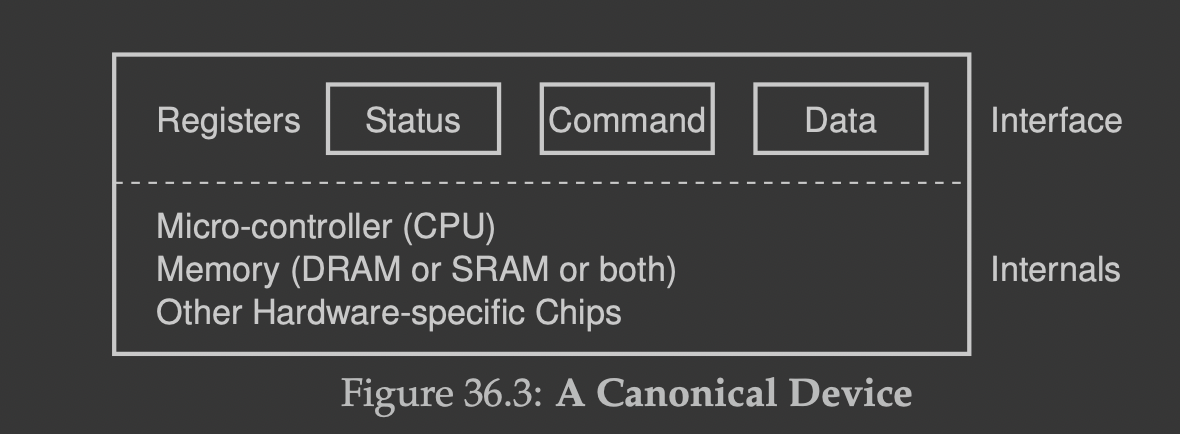 Registers Status Command Data Interface
Micro-controller (CPU)
Memory (DRAM or SRAM or both) Internals
Other Hardware-specific Chips
Figure 36.3: A Canonical Device